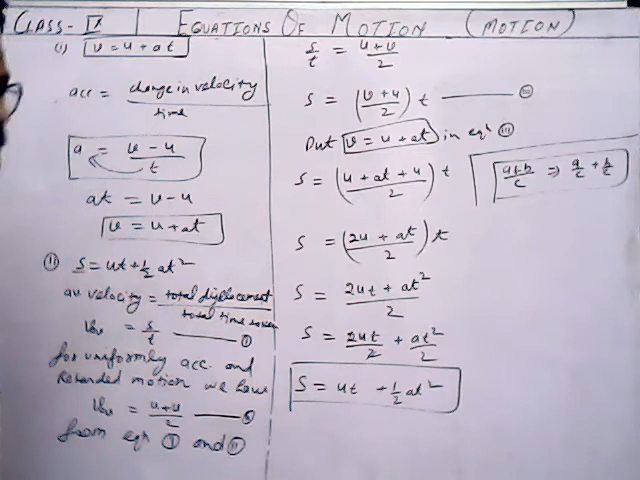 CLASS- IX EQUATIONS OF MOTION (MOTION)
(i) v = u + at
acc = change in velocity / time
a = v - u / t
at = v - u
v = u + at
(ii) S = ut + 1/2 at²
av velocity = total displacement / total time taken
Vav = s/t ——— (I)
for uniformly acc. and
Retarded motion we have
Vav = u+v / 2 ——— (II)
from eqn (I) and (II)
s/t = u+v / 2
S = (v+u / 2) t ——— (III)
Put v = u + at in eqn (III)
S = (u + at + u / 2) t
a+b / c ⇒ a/c + b/c
S = (2u + at / 2) t
S = 2ut + at² / 2
S = 2ut / 2 + at² / 2
S = ut + 1/2 at²